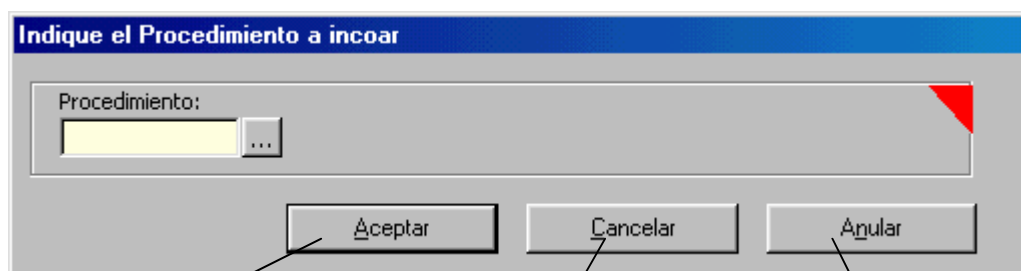 Indique el Procedimiento a incoar
Procedimiento:
...
Aceptar Cancelar Anular